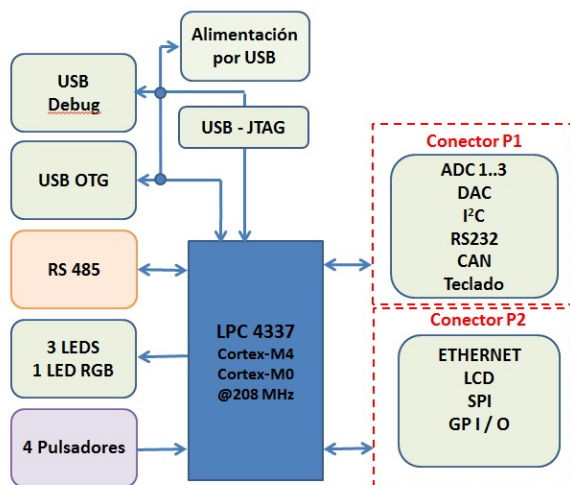 Alimentación
por USB
USB
Debug
USB - JTAG
USB OTG
RS 485
3 LEDS
1 LED RGB
4 Pulsadores
LPC 4337
Cortex-M4
Cortex-M0
@208 MHz
Conector P1
ADC 1..3
DAC
I²C
RS232
CAN
Teclado
Conector P2
ETHERNET
LCD
SPI
GP I / O